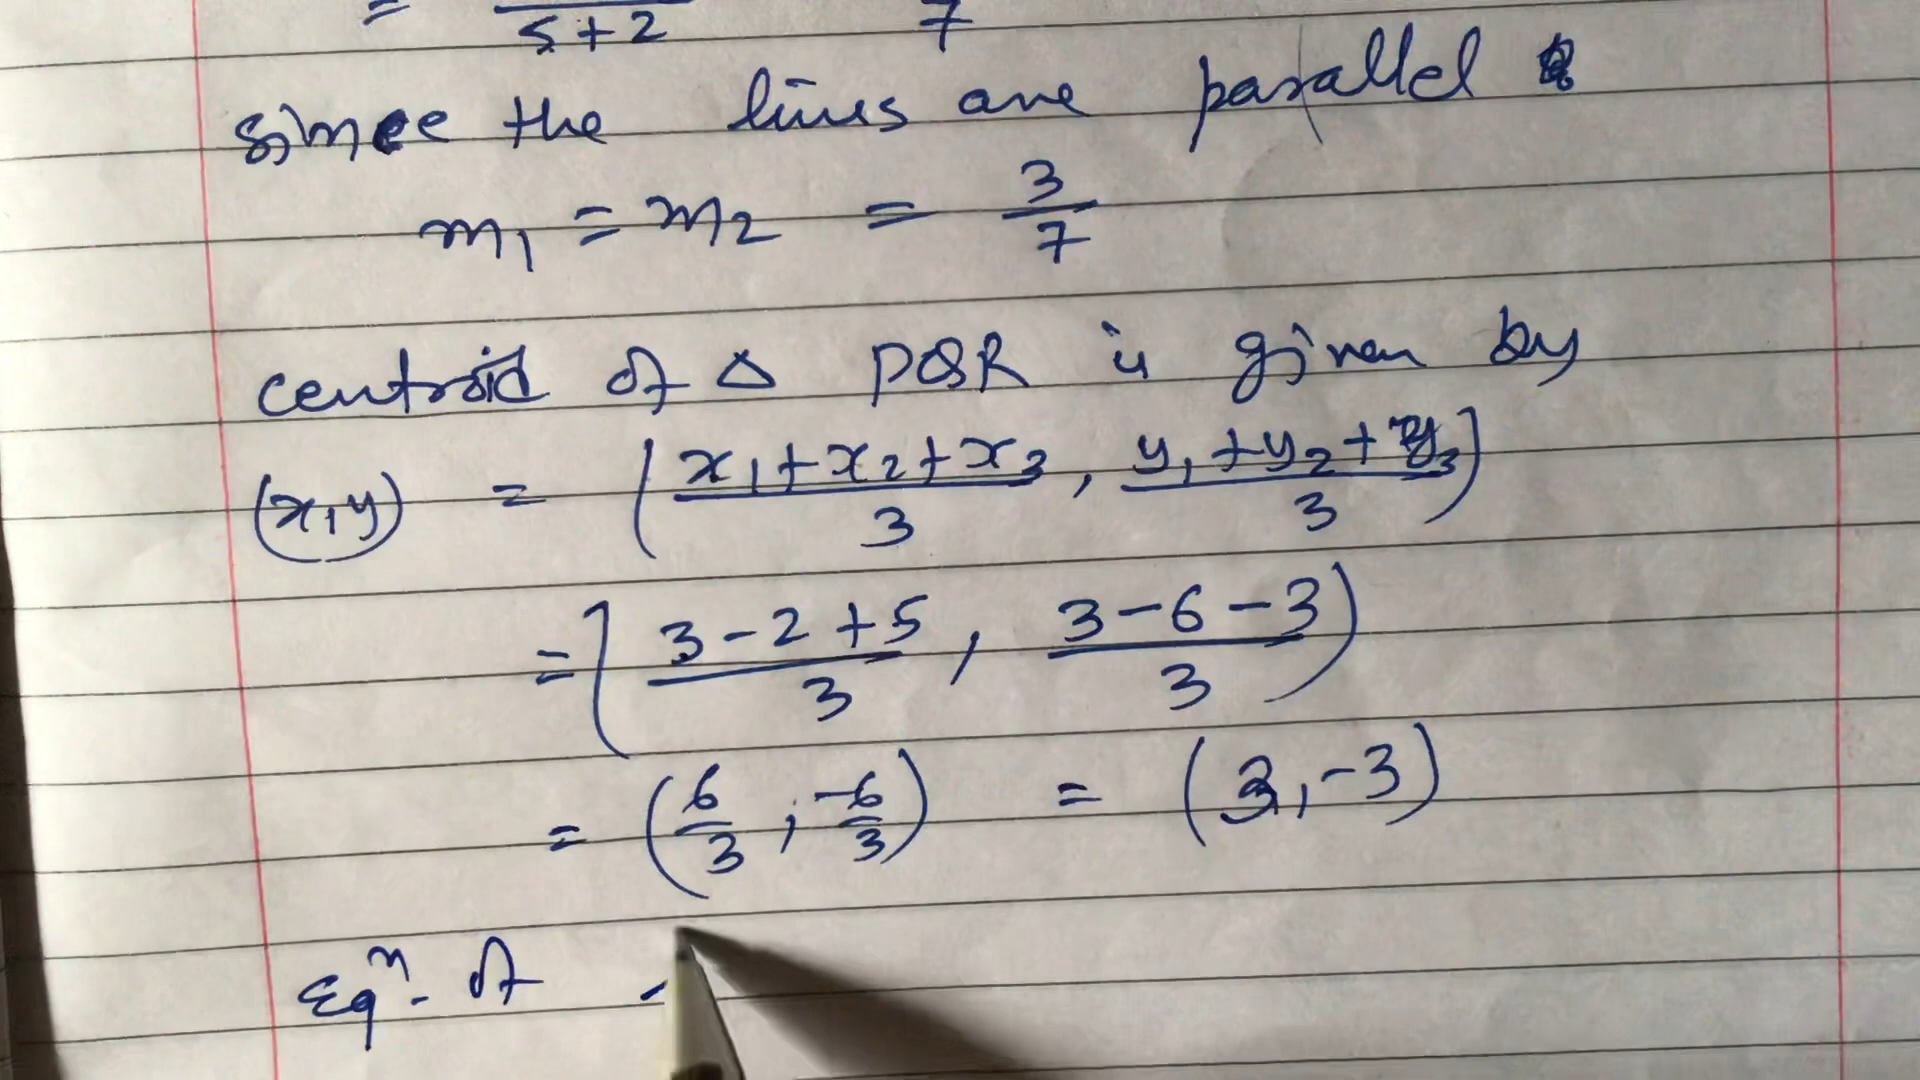 = ― / 5+2 7
since the lines are parallel
m₁ = m₂ = 3/7
centroid of △ PQR is given by
(x,y) = (x₁+x₂+x₃/3, y₁+y₂+y₃/3)
= (3-2+5/3, 3-6-3/3)
= (6/3, -6/3) = (2,-3)
Eqⁿ. of